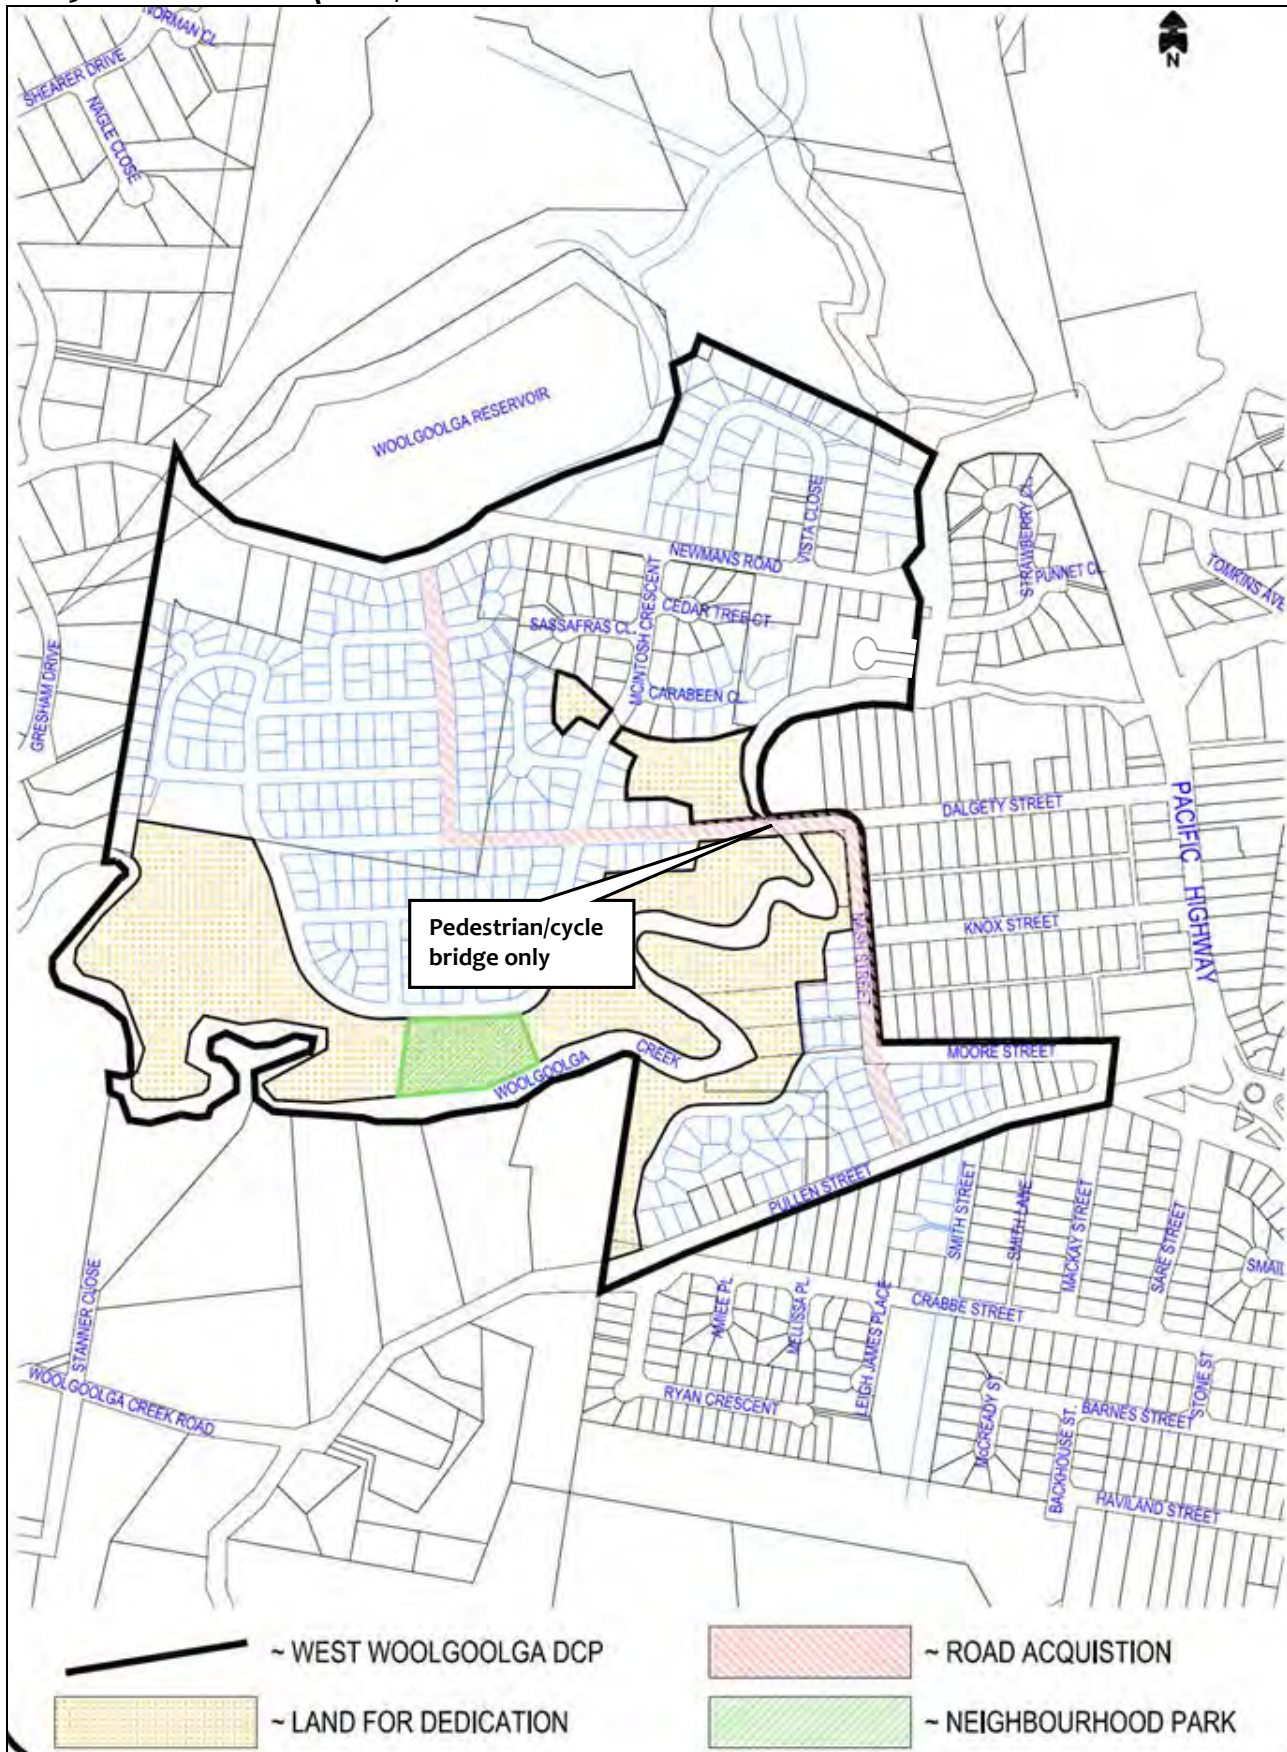 NORMAN CL.
SHEARER DRIVE
NAGLE CLOSE
N
WOOLGOOLGA RESERVOIR
VISTA CLOSE
NEWMANS ROAD
STRAWBERRY CL.
PUNNET CL.
TOMKINS AVE
MCINTOSH CRESCENT
CEDAR TREE CT.
SASSAFRAS CL.
CARABEEN CL.
GRESHAM DRIVE
DALGETY STREET
PACIFIC HIGHWAY
Pedestrian/cycle
bridge only
KNOX STREET
WOOLGOOLGA
CREEK
MOORE STREET
PULLEN STREET
SMITH STREET
SMITH LANE
MACKAY STREET
SARE STREET
STANNER CLOSE
AIMEE PL.
MELLISSA PL.
LEIGH JAMES PLACE
CRABBE STREET
WOOLGOOLGA CREEK ROAD
RYAN CRESCENT
McCREADY ST
BACKHOUSE ST.
BARNES STREET
STONE ST
HAVILAND STREET
~ WEST WOOLGOOLGA DCP
~ ROAD ACQUISTION
~ LAND FOR DEDICATION
~ NEIGHBOURHOOD PARK